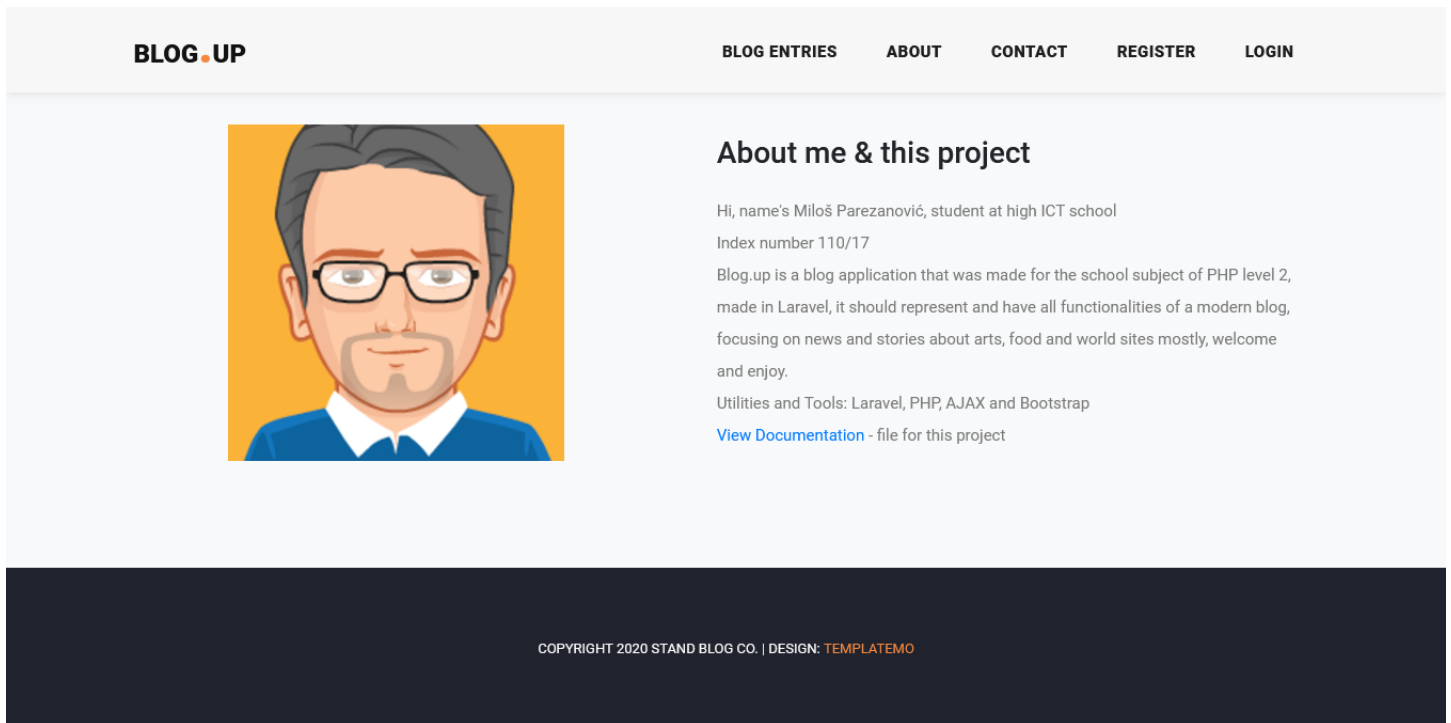 BLOG.UP
BLOG ENTRIES
ABOUT
CONTACT
REGISTER
LOGIN
About me & this project
Hi, name's Miloš Parezanović, student at high ICT school
Index number 110/17
Blog.up is a blog application that was made for the school subject of PHP level 2,
made in Laravel, it should represent and have all functionalities of a modern blog,
focusing on news and stories about arts, food and world sites mostly, welcome
and enjoy.
Utilities and Tools: Laravel, PHP, AJAX and Bootstrap
View Documentation - file for this project
COPYRIGHT 2020 STAND BLOG CO. | DESIGN: TEMPLATEMO